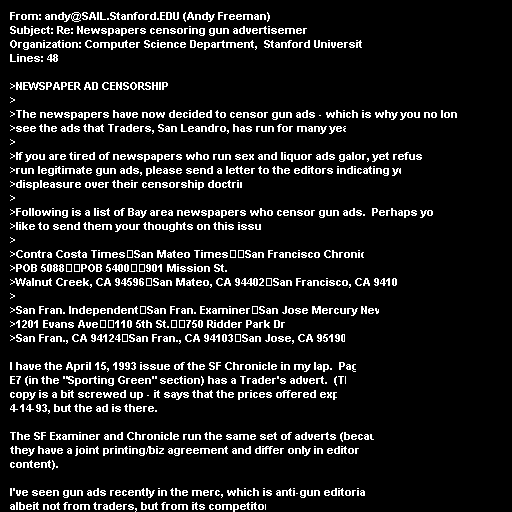 From: andy@SAIL.Stanford.EDU (Andy Freeman)
Subject: Re: Newspapers censoring gun advertisemer
Organization: Computer Science Department,  Stanford Universit
Lines: 48

>NEWSPAPER AD CENSORSHIP
>
>The newspapers have now decided to censor gun ads - which is why you no lon
>see the ads that Traders, San Leandro, has run for many yea
>
>If you are tired of newspapers who run sex and liquor ads galor, yet refus
>run legitimate gun ads, please send a letter to the editors indicating yo
>displeasure over their censorship doctrin
>
>Following is a list of Bay area newspapers who censor gun ads.  Perhaps yo
>like to send them your thoughts on this issu
>
>Contra Costa Times□San Mateo Times□□San Francisco Chronic
>POB 5088□□POB 5400□□901 Mission St.
>Walnut Creek, CA 94596□San Mateo, CA 94402□San Francisco, CA 9410
>
>San Fran. Independent□San Fran. Examiner□San Jose Mercury New
>1201 Evans Ave□□110 5th St.□□750 Ridder Park Dr
>San Fran., CA 94124□San Fran., CA 94103□San Jose, CA 95190

I have the April 15, 1993 issue of the SF Chronicle in my lap.  Pag
E7 (in the "Sporting Green" section) has a Trader's advert.  (Th
copy is a bit screwed up - it says that the prices offered exp
4-14-93, but the ad is there.

The SF Examiner and Chronicle run the same set of adverts (becau
they have a joint printing/biz agreement and differ only in editor
content).

I've seen gun ads recently in the merc, which is anti-gun editoria
albeit not from traders, but from its competitor